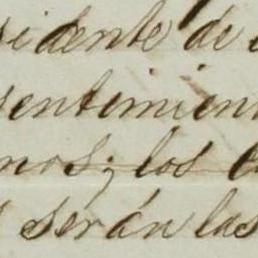 sidente de
sentimien
nos; los
serán las